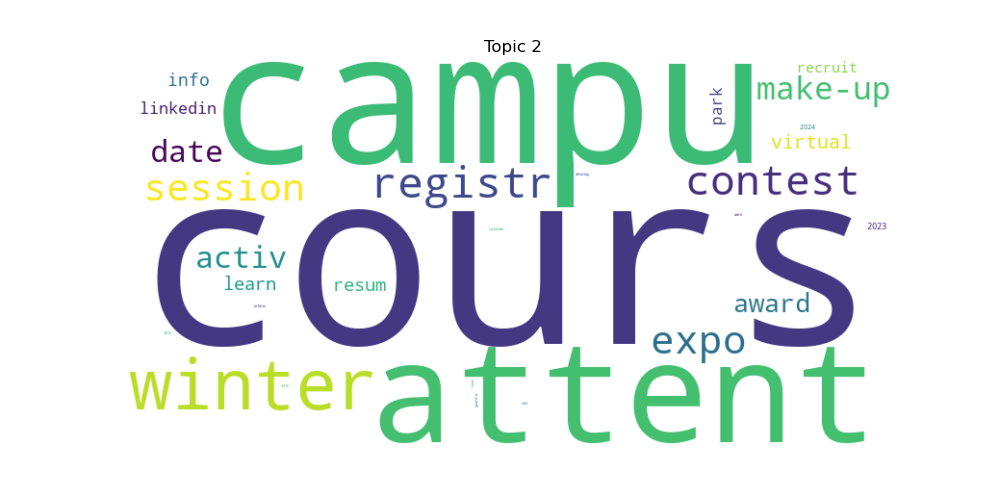 Topic 2
campu
info
linkedin
date
session
registr
park
recruit
make-up
2024
virtual
contest
cours
2023
activ
learn
resum
award
expo
winter
attent